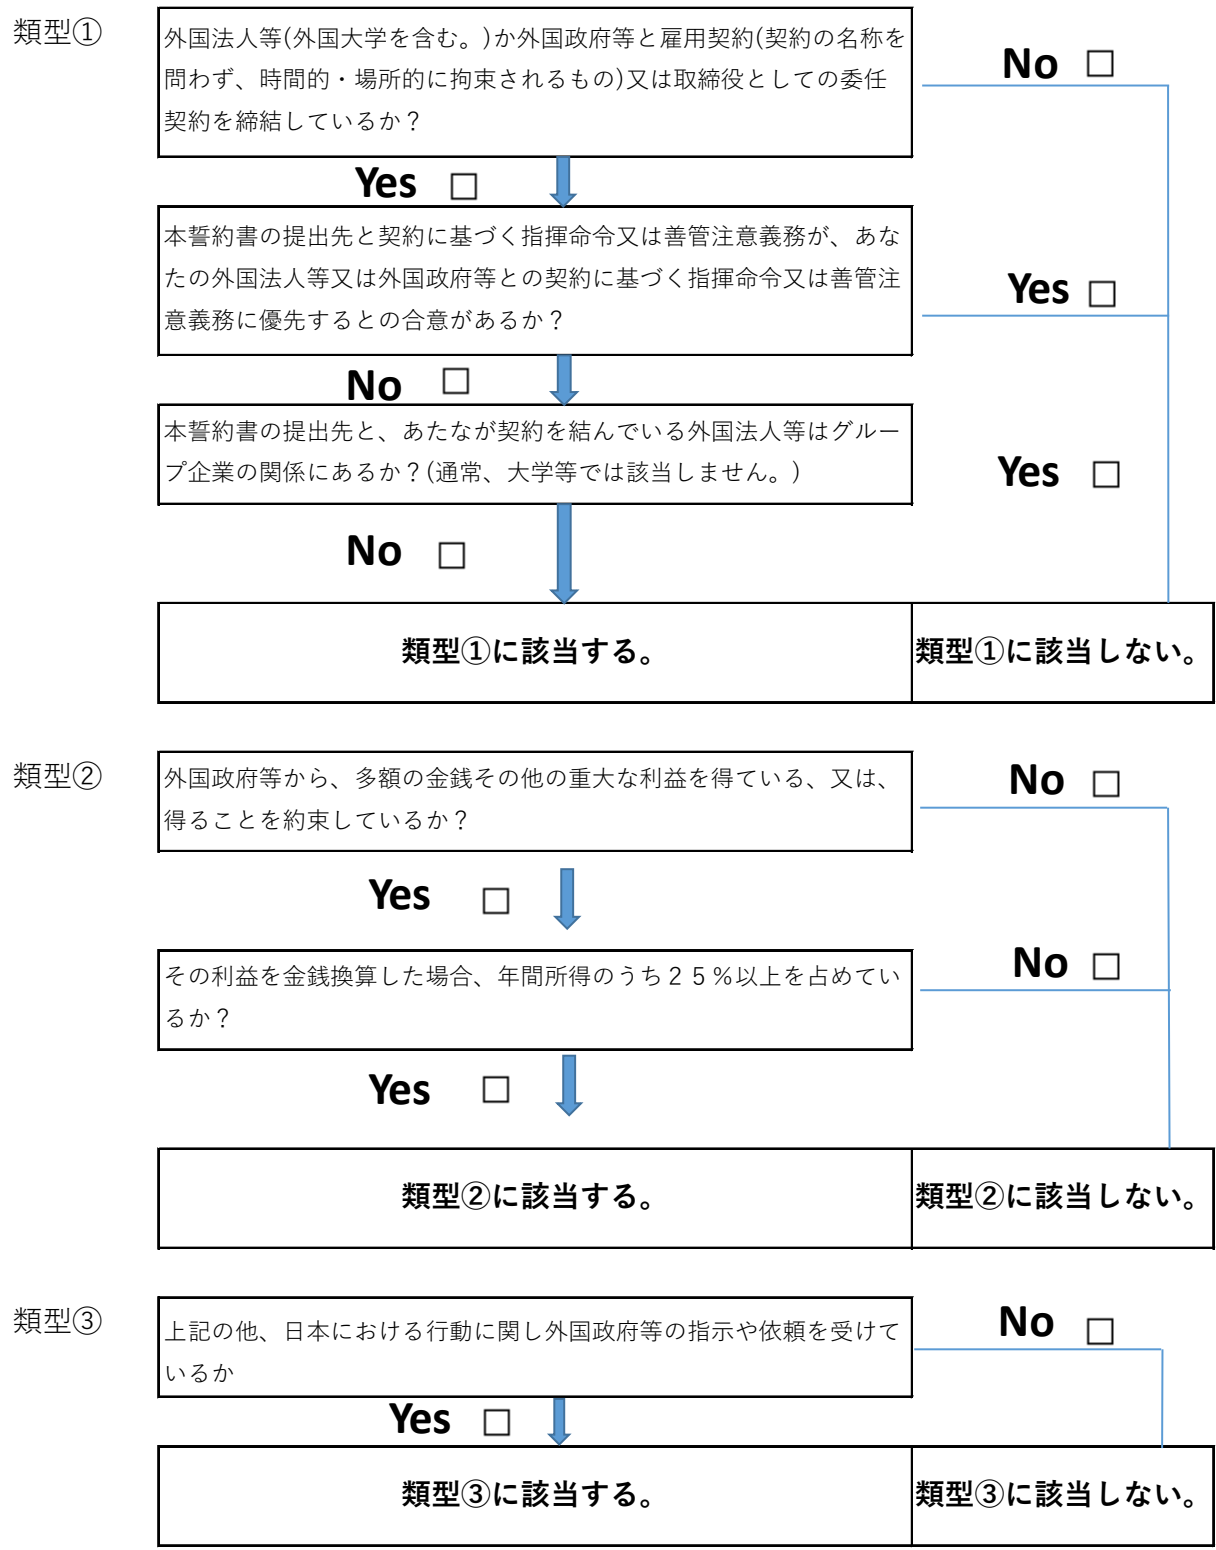 類型①
外国法人等(外国大学を含む。)か外国政府等と雇用契約(契約の名称を
問わず、時間的・場所的に拘束されるもの)又は取締役としての委任
契約を締結しているか？
No □
Yes □
本誓約書の提出先と契約に基づく指揮命令又は善管注意義務が、あな
たの外国法人等又は外国政府等との契約に基づく指揮命令又は善管注
意義務に優先するとの合意があるか？
Yes □
No □
本誓約書の提出先と、あたなが契約を結んでいる外国法人等はグルー
プ企業の関係にあるか？(通常、大学等では該当しません。)
Yes □
No □
類型①に該当する。
類型①に該当しない。
類型②
外国政府等から、多額の金銭その他の重大な利益を得ている、又は、
得ることを約束しているか？
No □
Yes □
その利益を金銭換算した場合、年間所得のうち２５％以上を占めてい
るか？
No □
Yes □
類型②に該当する。
類型②に該当しない。
類型③
上記の他、日本における行動に関し外国政府等の指示や依頼を受けて
いるか
No □
Yes □
類型③に該当する。
類型③に該当しない。